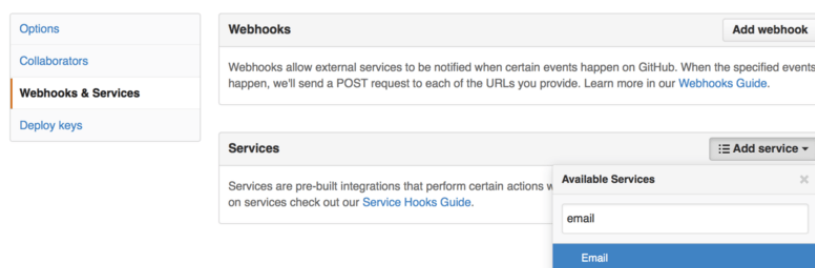 Options
Collaborators
Webhooks & Services
Deploy keys
Webhooks
Add webhook
Webhooks allow external services to be notified when certain events happen on GitHub. When the specified events
happen, we'll send a POST request to each of the URLs you provide. Learn more in our Webhooks Guide.
Services
Add service
Services are pre-built integrations that perform certain actions w
on services check out our Service Hooks Guide.
Available Services
email
Email